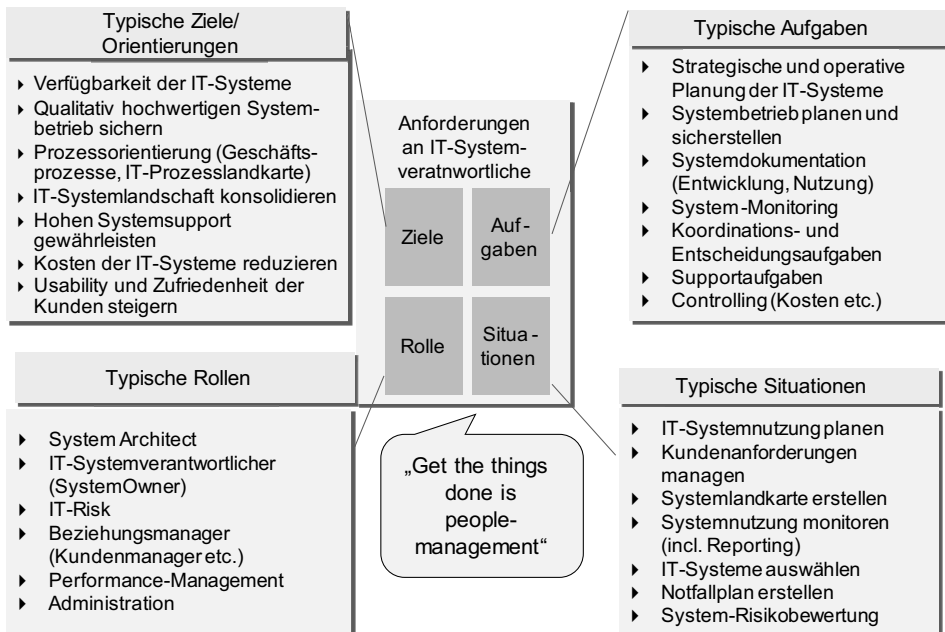 Typische Ziele/
Orientierungen
Verfügbarkeit der IT-Systeme
Qualitativ hochwertigen System-
betrieb sichern
Prozessorientierung (Geschäfts-
prozesse, IT-Prozesslandkarte)
IT-Systemlandschaft konsolidieren
Hohen Systemsupport
gewährleisten
Kosten der IT-Systeme reduzieren
Usability und Zufriedenheit der
Kunden steigern
Anforderungen
an IT-System-
veratnwortliche
Ziele
Auf-
gaben
Rolle
Situa-
tionen
„Get the things
done is
people-
management“
Typische Aufgaben
Strategische und operative
Planung der IT-Systeme
Systembetrieb planen und
sicherstellen
Systemdokumentation
(Entwicklung, Nutzung)
System-Monitoring
Koordinations- und
Entscheidungsaufgaben
Supportaufgaben
Controlling (Kosten etc.)
Typische Rollen
System Architect
IT-Systemverantwortlicher
(SystemOwner)
IT-Risk
Beziehungsmanager
(Kundenmanager etc.)
Performance-Management
Administration
Typische Situationen
IT-Systemnutzung planen
Kundenanforderungen
managen
Systemlandkarte erstellen
Systemnutzung monitoren
(incl. Reporting)
IT-Systeme auswählen
Notfallplan erstellen
System-Risikobewertung